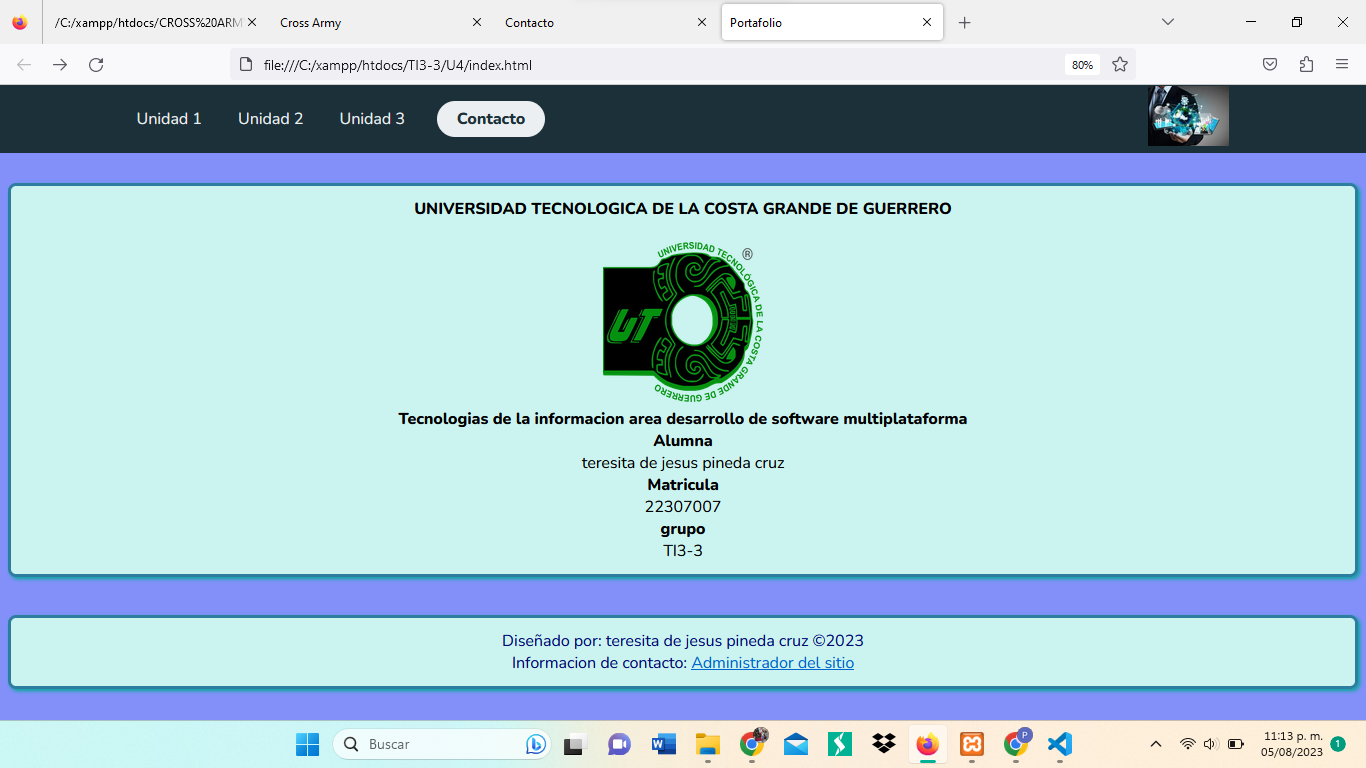 /C:/xampp/htdocs/CROSS%20ARM
Cross Army
Contacto
Portafolio
file:///C:/xampp/htdocs/TI3-3/U4/index.html
80%
Unidad 1
Unidad 2
Unidad 3
Contacto
UNIVERSIDAD TECNOLOGICA DE LA COSTA GRANDE DE GUERRERO
UNIVERSIDAD TECNOLÓGICA DE LA COSTA GRANDE DE GUERRERO
®
UT
Tecnologias de la informacion area desarrollo de software multiplataforma
Alumna
teresita de jesus pineda cruz
Matricula
22307007
grupo
TI3-3
Diseñado por: teresita de jesus pineda cruz ©2023
Informacion de contacto: Administrador del sitio
Buscar
P
11:13 p. m.
05/08/2023
1